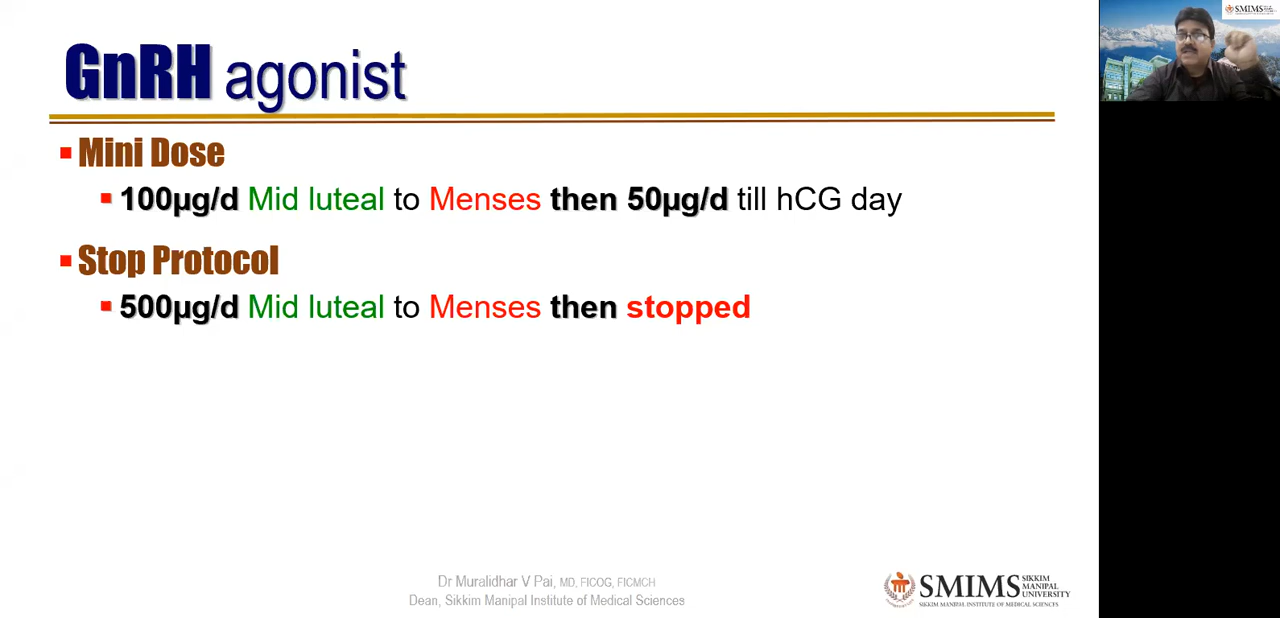 GnRH agonist
Mini Dose
100µg/d Mid luteal to Menses then 50µg/d till hCG day
Stop Protocol
500µg/d Mid luteal to Menses then stopped
Dr Muralidhar V Pai, MD, FICOG, FICMCH
Dean, Sikkim Manipal Institute of Medical Sciences
SMIMS SIKKIM MANIPAL UNIVERSITY
SIKKIM MANIPAL INSTITUTE OF MEDICAL SCIENCES
SMIMS